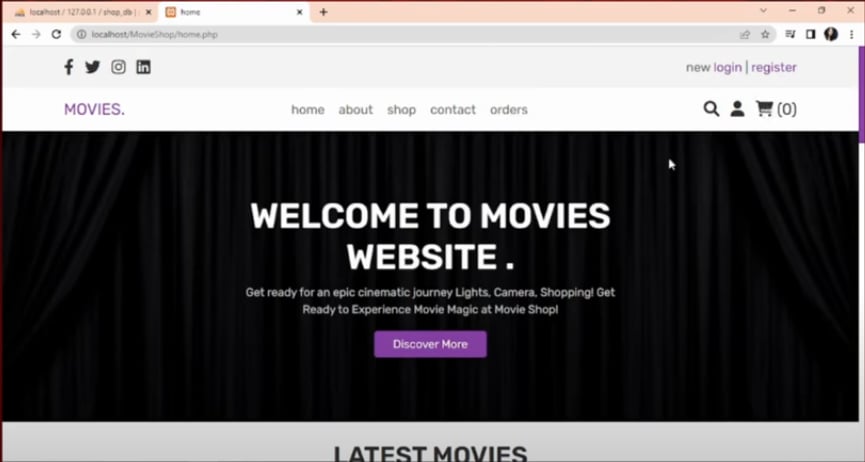 localhost / 127.0.0.1 / shop_db |
home
localhost/MovieShop/home.php
new login | register
MOVIES.
home about shop contact orders
(0)
WELCOME TO MOVIES
WEBSITE .
Get ready for an epic cinematic journey Lights, Camera, Shopping! Get
Ready to Experience Movie Magic at Movie Shop!
Discover More
LATEST MOVIES